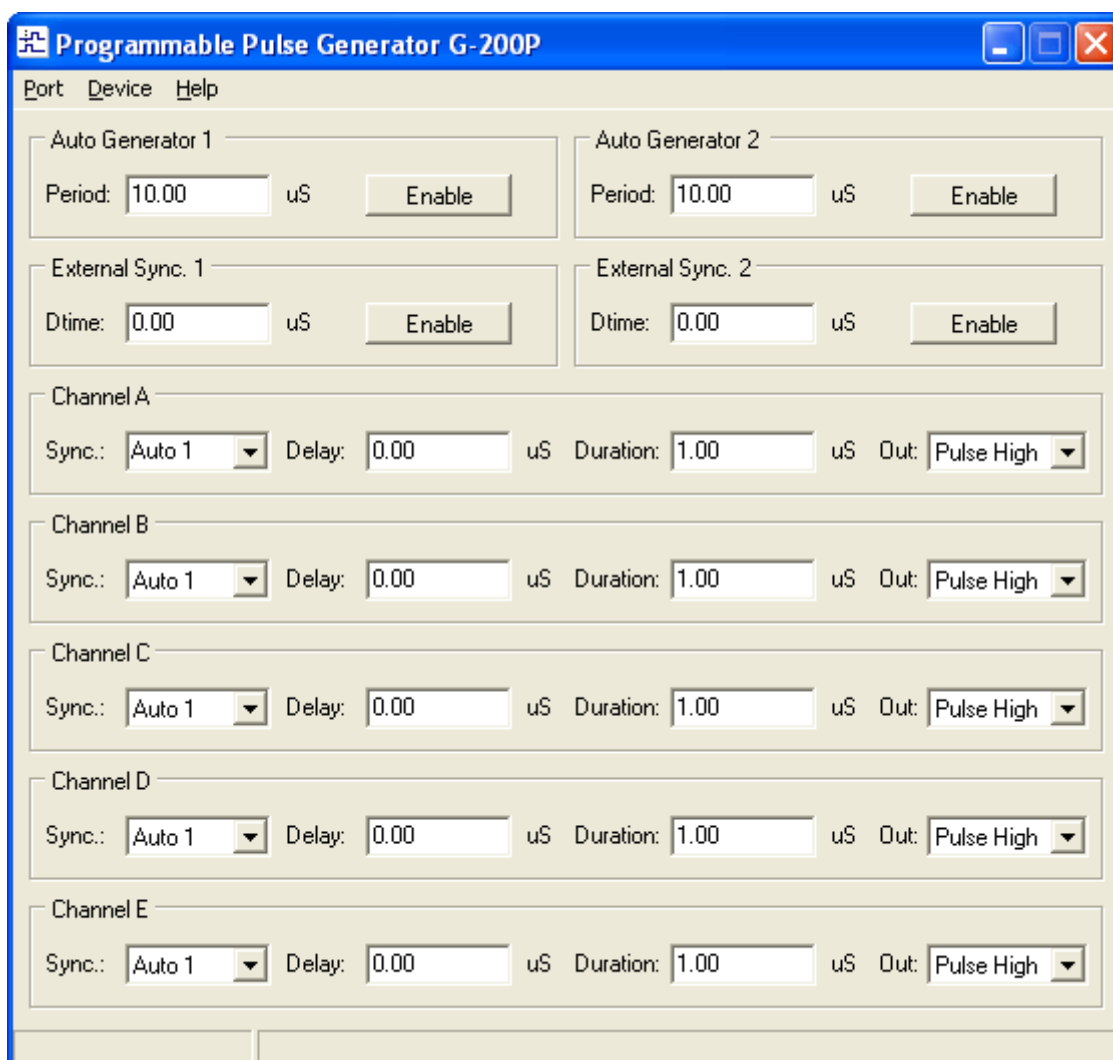 Programmable Pulse Generator G-200P
Port Device Help
Auto Generator 1
Period: 10.00 uS Enable
Auto Generator 2
Period: 10.00 uS Enable
External Sync. 1
Dtime: 0.00 uS Enable
External Sync. 2
Dtime: 0.00 uS Enable
Channel A
Sync.: Auto 1 Delay: 0.00 uS Duration: 1.00 uS Out: Pulse High
Channel B
Sync.: Auto 1 Delay: 0.00 uS Duration: 1.00 uS Out: Pulse High
Channel C
Sync.: Auto 1 Delay: 0.00 uS Duration: 1.00 uS Out: Pulse High
Channel D
Sync.: Auto 1 Delay: 0.00 uS Duration: 1.00 uS Out: Pulse High
Channel E
Sync.: Auto 1 Delay: 0.00 uS Duration: 1.00 uS Out: Pulse High